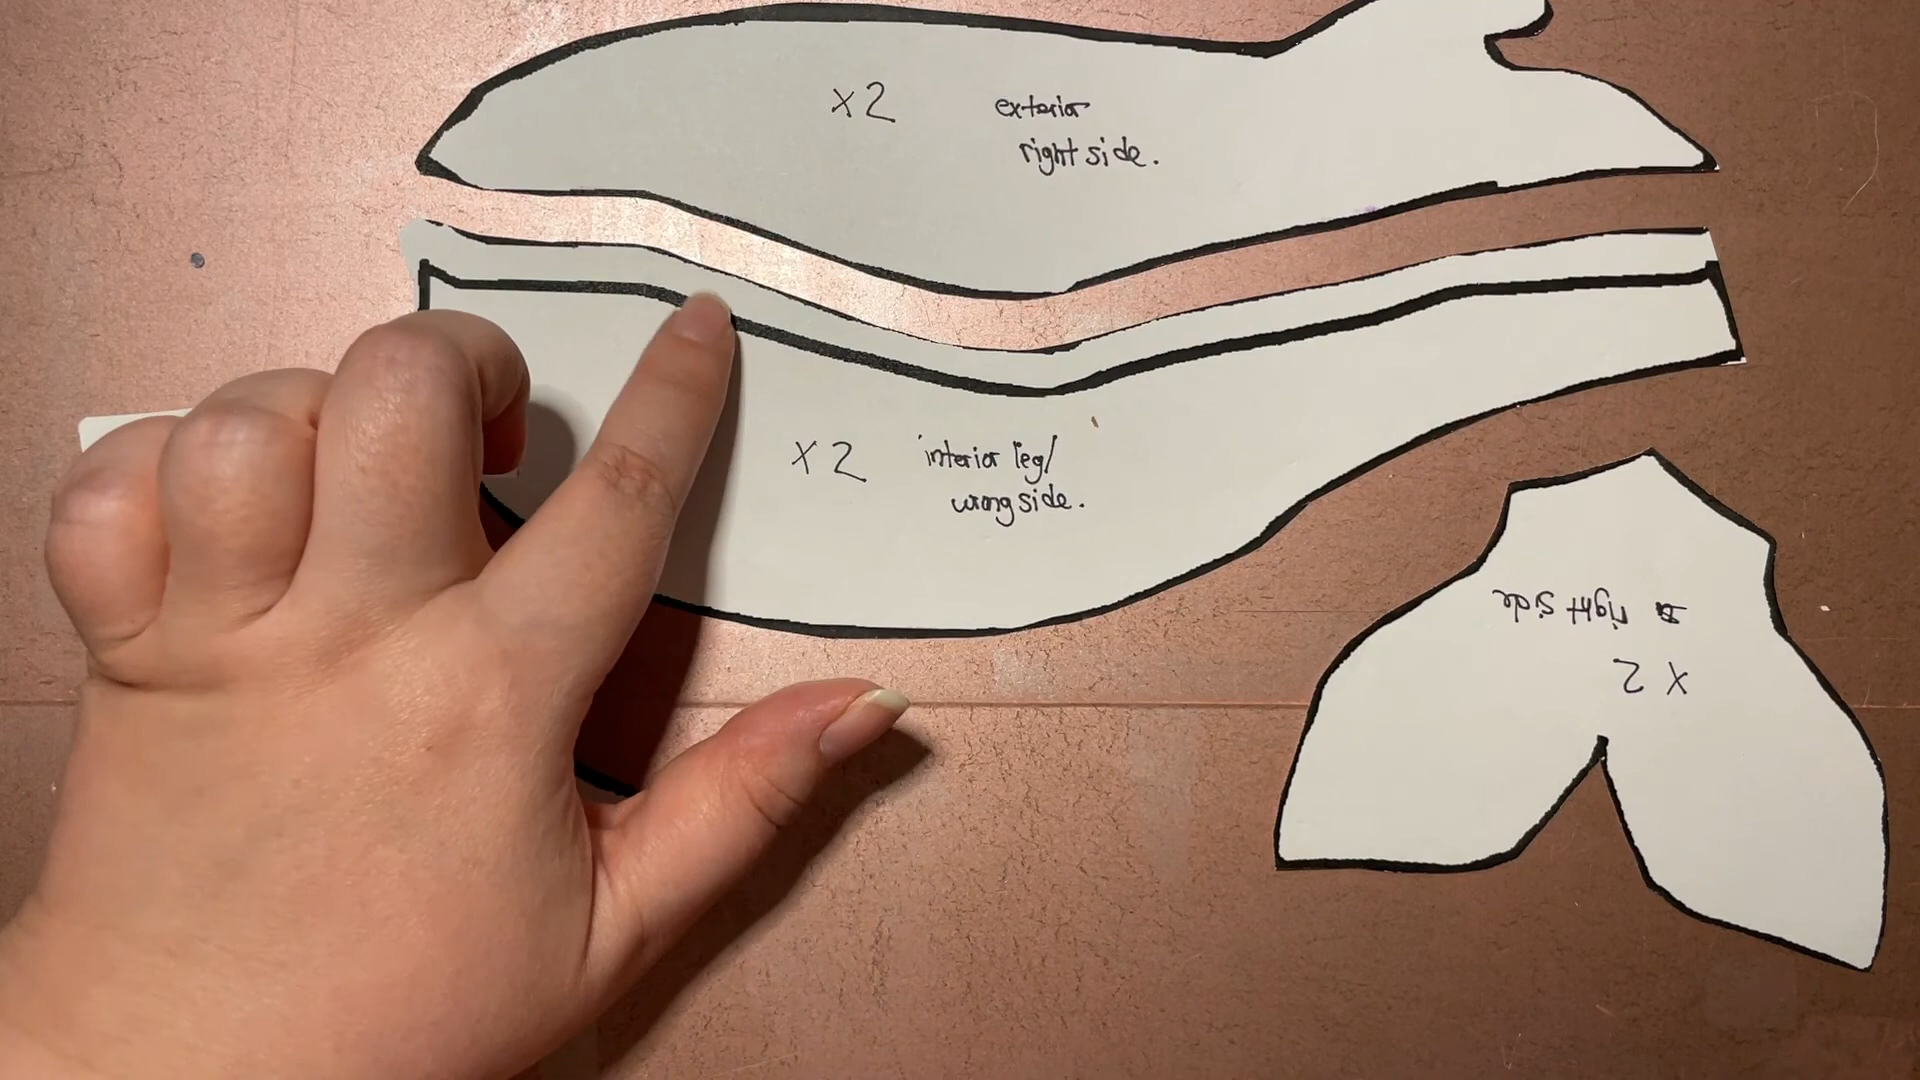 x2
exterior
right side.
x2
interior leg/
wrong side.
right side
x2